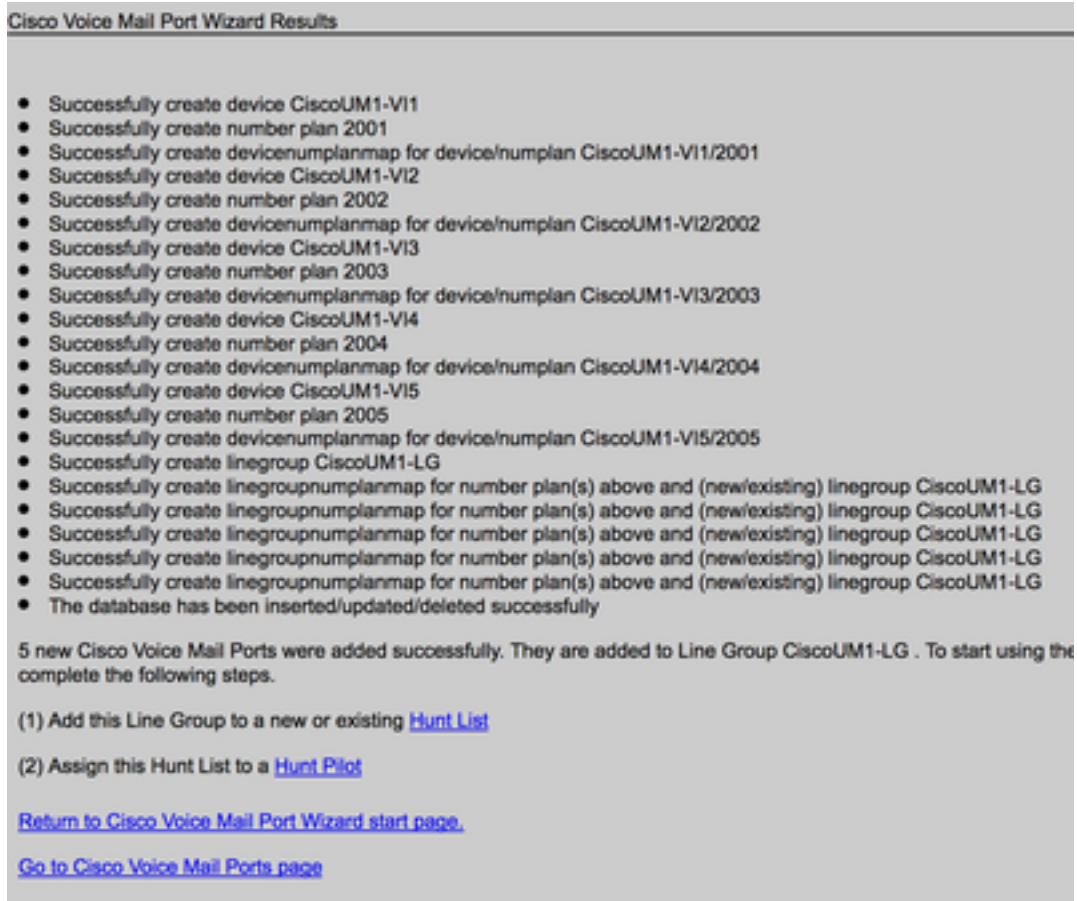 Cisco Voice Mail Port Wizard Results
● Successfully create device CiscoUM1-VI1
● Successfully create number plan 2001
● Successfully create devicenumplanmap for device/numplan CiscoUM1-VI1/2001
● Successfully create device CiscoUM1-VI2
● Successfully create number plan 2002
● Successfully create devicenumplanmap for device/numplan CiscoUM1-VI2/2002
● Successfully create device CiscoUM1-VI3
● Successfully create number plan 2003
● Successfully create devicenumplanmap for device/numplan CiscoUM1-VI3/2003
● Successfully create device CiscoUM1-VI4
● Successfully create number plan 2004
● Successfully create devicenumplanmap for device/numplan CiscoUM1-VI4/2004
● Successfully create device CiscoUM1-VI5
● Successfully create number plan 2005
● Successfully create devicenumplanmap for device/numplan CiscoUM1-VI5/2005
● Successfully create linegroup CiscoUM1-LG
● Successfully create linegroupnumplanmap for number plan(s) above and (new/existing) linegroup CiscoUM1-LG
● Successfully create linegroupnumplanmap for number plan(s) above and (new/existing) linegroup CiscoUM1-LG
● Successfully create linegroupnumplanmap for number plan(s) above and (new/existing) linegroup CiscoUM1-LG
● Successfully create linegroupnumplanmap for number plan(s) above and (new/existing) linegroup CiscoUM1-LG
● Successfully create linegroupnumplanmap for number plan(s) above and (new/existing) linegroup CiscoUM1-LG
● The database has been inserted/updated/deleted successfully
5 new Cisco Voice Mail Ports were added successfully. They are added to Line Group CiscoUM1-LG . To start using the
complete the following steps.
(1) Add this Line Group to a new or existing Hunt List
(2) Assign this Hunt List to a Hunt Pilot
Return to Cisco Voice Mail Port Wizard start page.
Go to Cisco Voice Mail Ports page